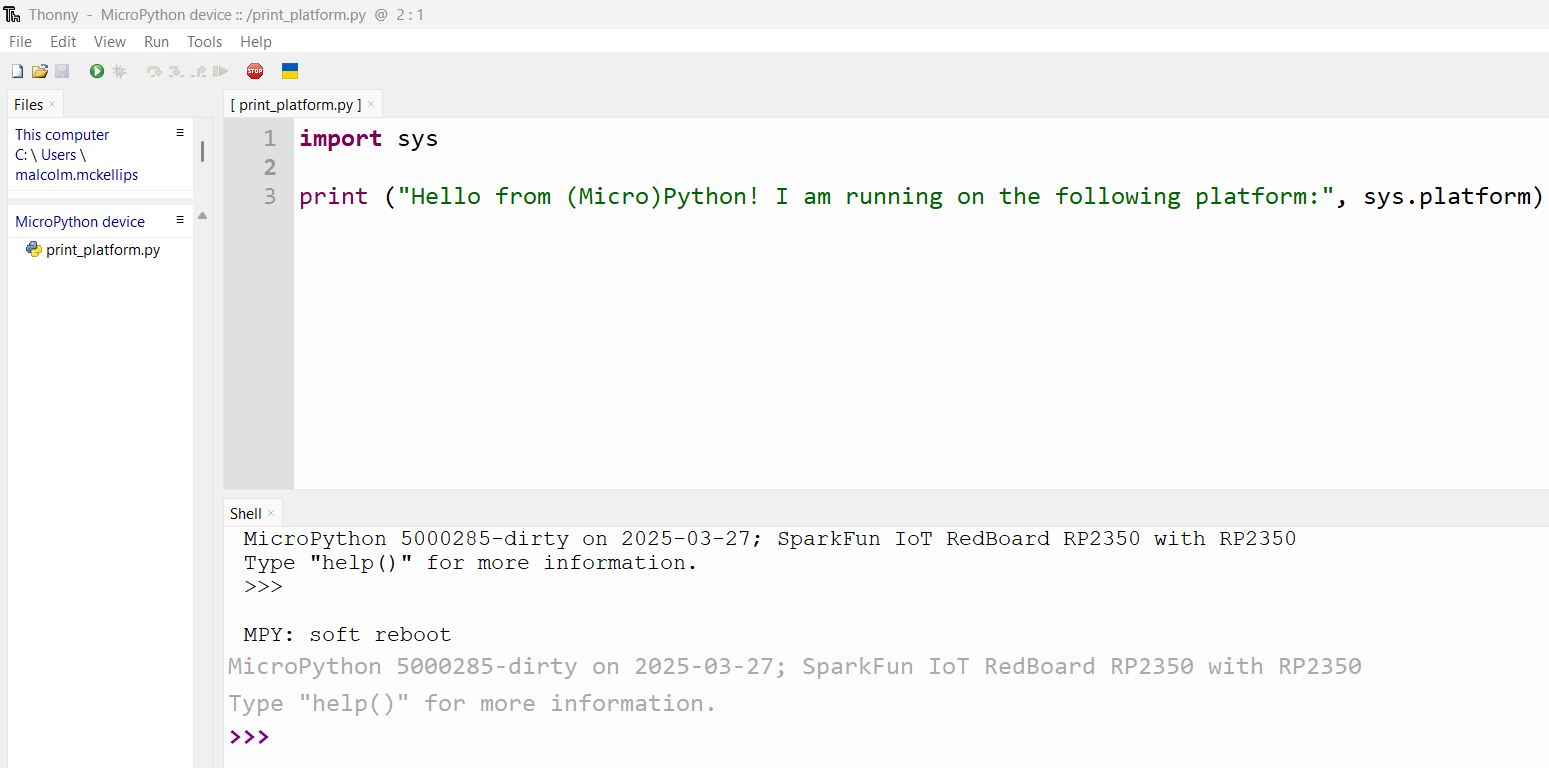 Th Thonny - MicroPython device :: /print_platform.py @ 2 : 1
File Edit View Run Tools Help
STOP
Files ×
This computer
C: \ Users \
malcolm.mckellips
MicroPython device
print_platform.py
[ print_platform.py ] ×
1 import sys
2
3 print ("Hello from (Micro)Python! I am running on the following platform:", sys.platform)
Shell ×
MicroPython 5000285-dirty on 2025-03-27; SparkFun IoT RedBoard RP2350 with RP2350
Type "help()" for more information.
>>>
MPY: soft reboot
MicroPython 5000285-dirty on 2025-03-27; SparkFun IoT RedBoard RP2350 with RP2350
Type "help()" for more information.
>>>